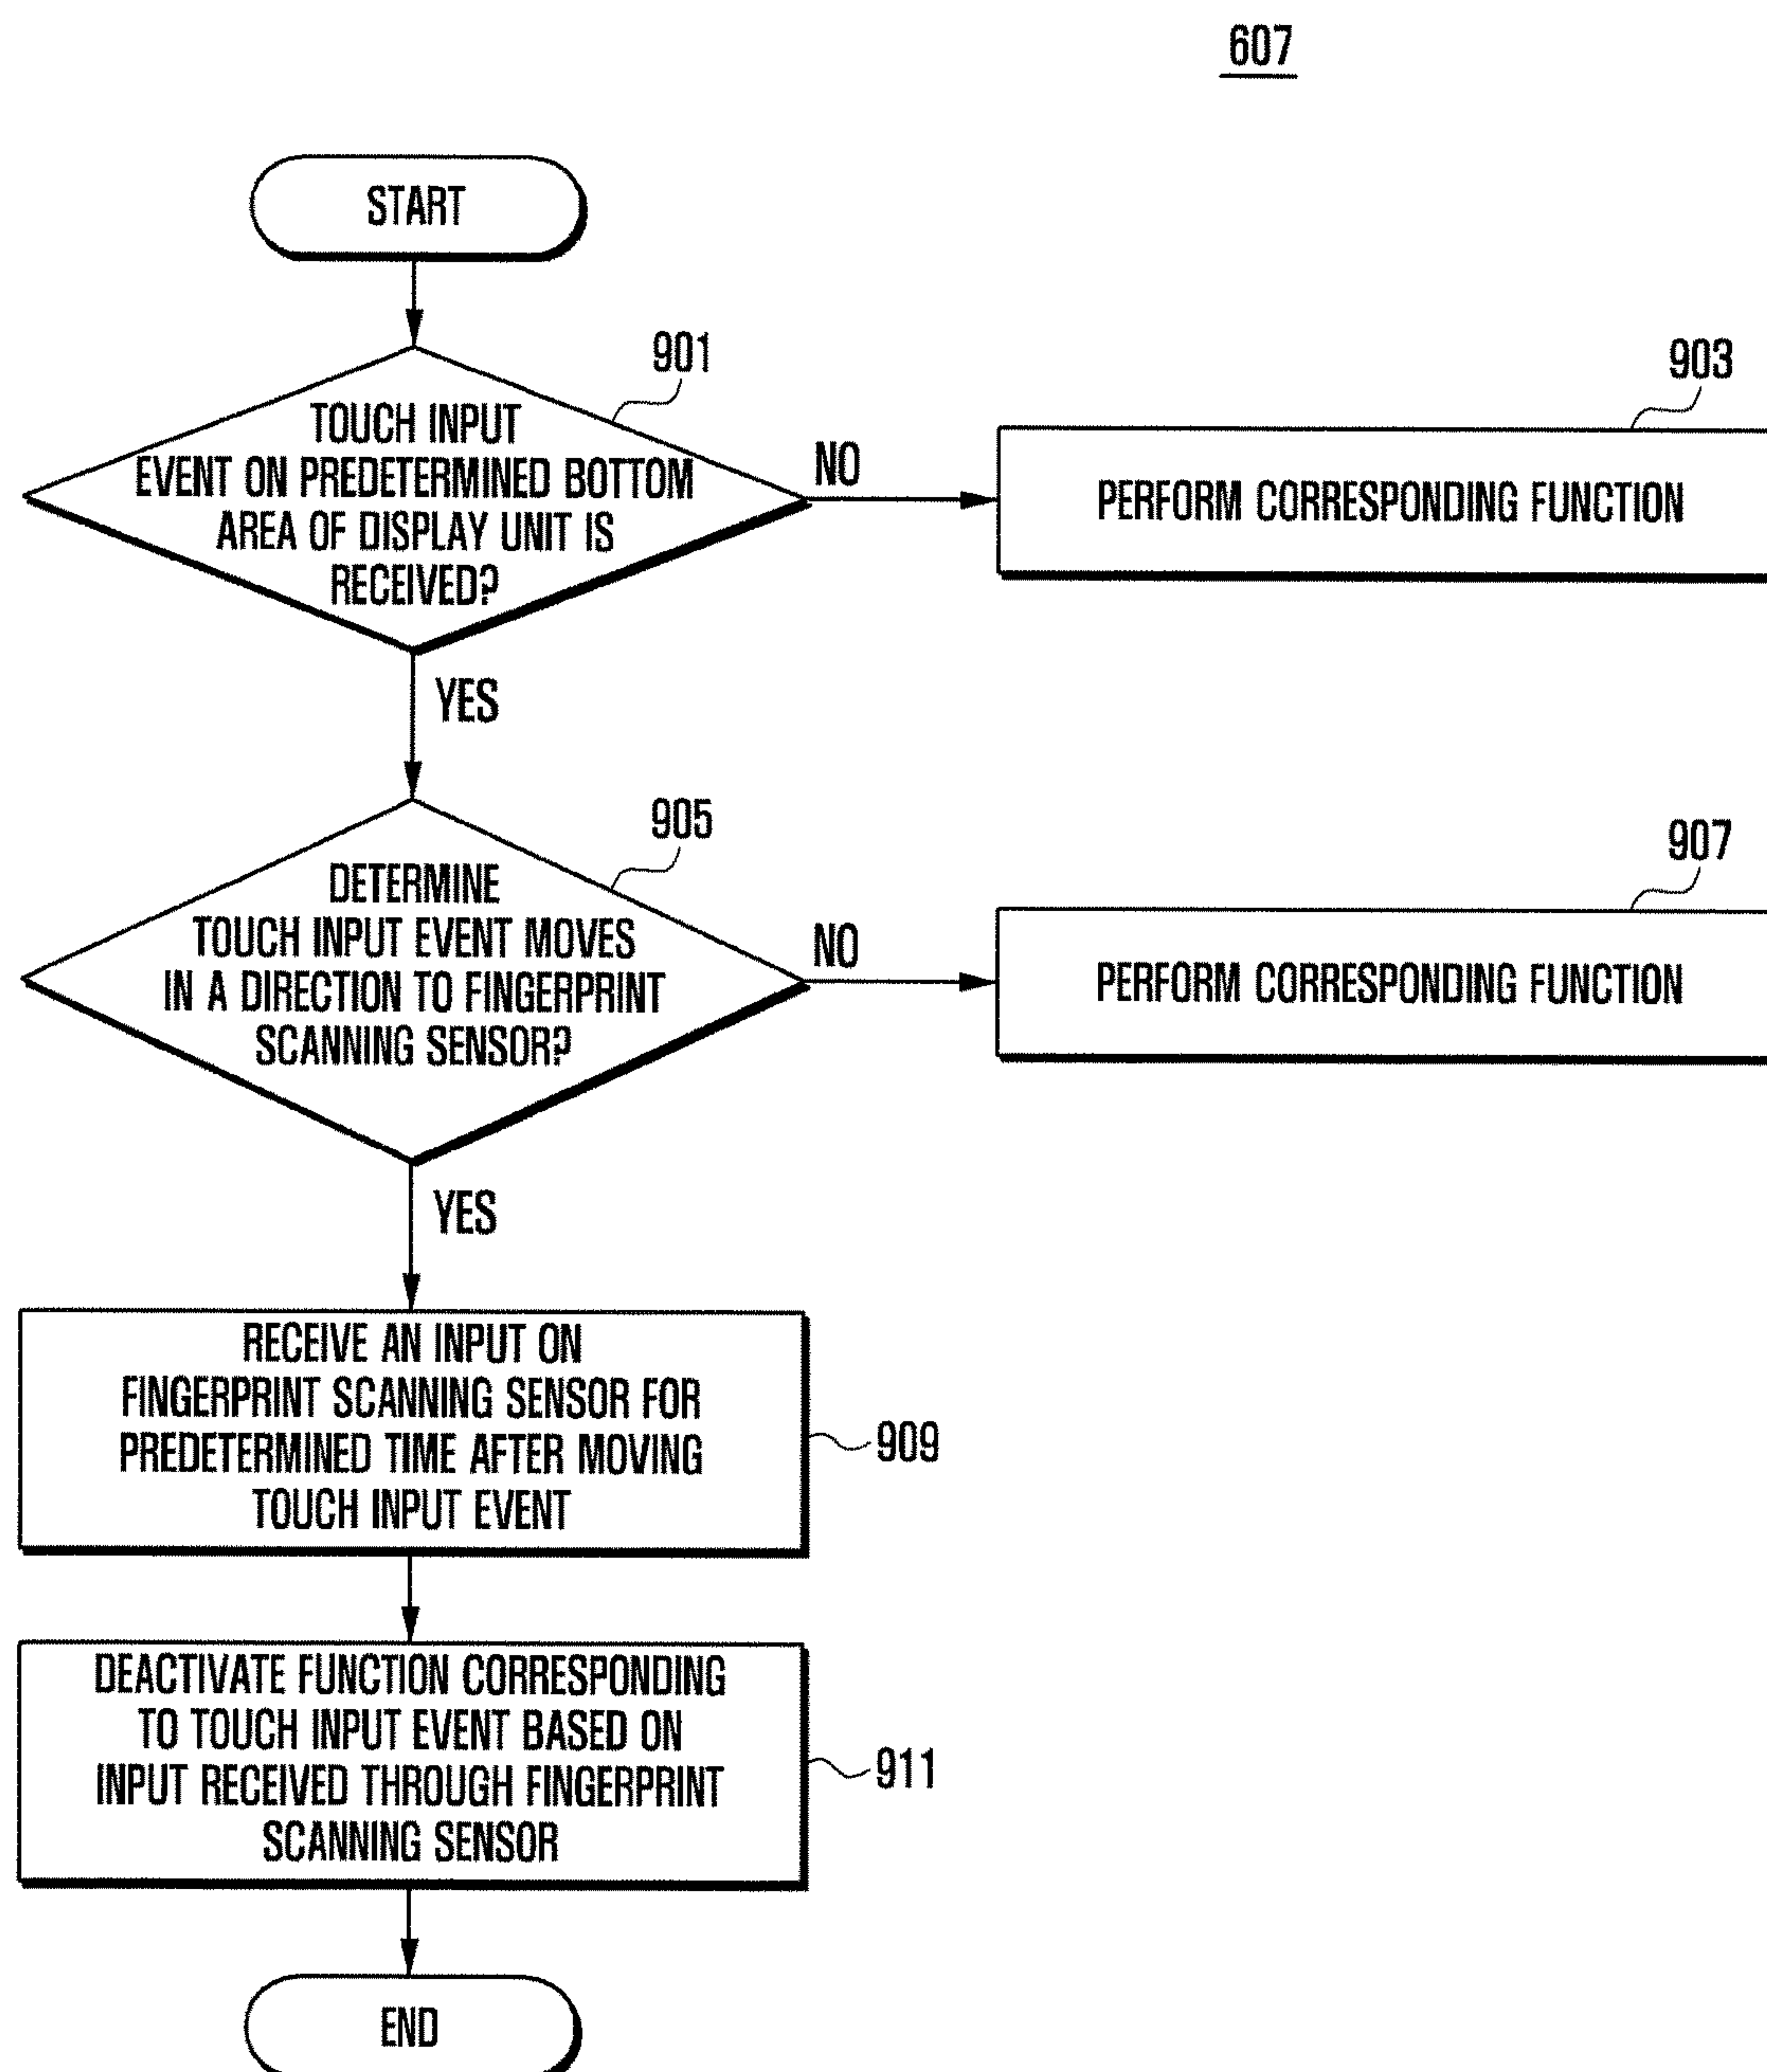 607
START
901
TOUCH INPUT
EVENT ON PREDETERMINED BOTTOM
AREA OF DISPLAY UNIT IS
RECEIVED?
NO
903
PERFORM CORRESPONDING FUNCTION
YES
905
DETERMINE
TOUCH INPUT EVENT MOVES
IN A DIRECTION TO FINGERPRINT
SCANNING SENSOR?
NO
907
PERFORM CORRESPONDING FUNCTION
YES
RECEIVE AN INPUT ON
FINGERPRINT SCANNING SENSOR FOR
PREDETERMINED TIME AFTER MOVING
TOUCH INPUT EVENT
909
DEACTIVATE FUNCTION CORRESPONDING
TO TOUCH INPUT EVENT BASED ON
INPUT RECEIVED THROUGH FINGERPRINT
SCANNING SENSOR
911
END